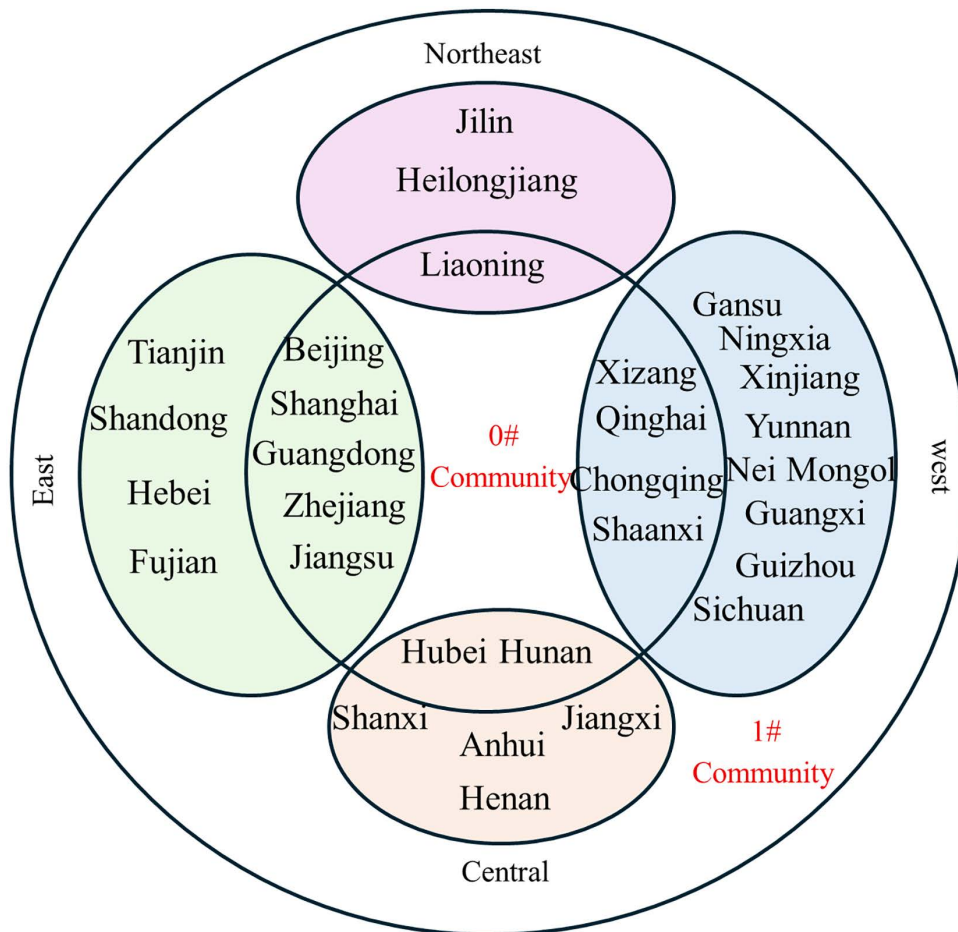 Northeast
Jilin
Heilongjiang
Liaoning
East
Tianjin
Shandong
Hebei
Fujian
Beijing
Shanghai
Guangdong
Zhejiang
Jiangsu
0#
Community
Xizang
Qinghai
Chongqing
Shaanxi
Gansu
Ningxia
Xinjiang
Yunnan
Nei Mongol
Guangxi
Guizhou
Sichuan
west
Hubei Hunan
Shanxi
Jiangxi
Anhui
Henan
1#
Community
Central